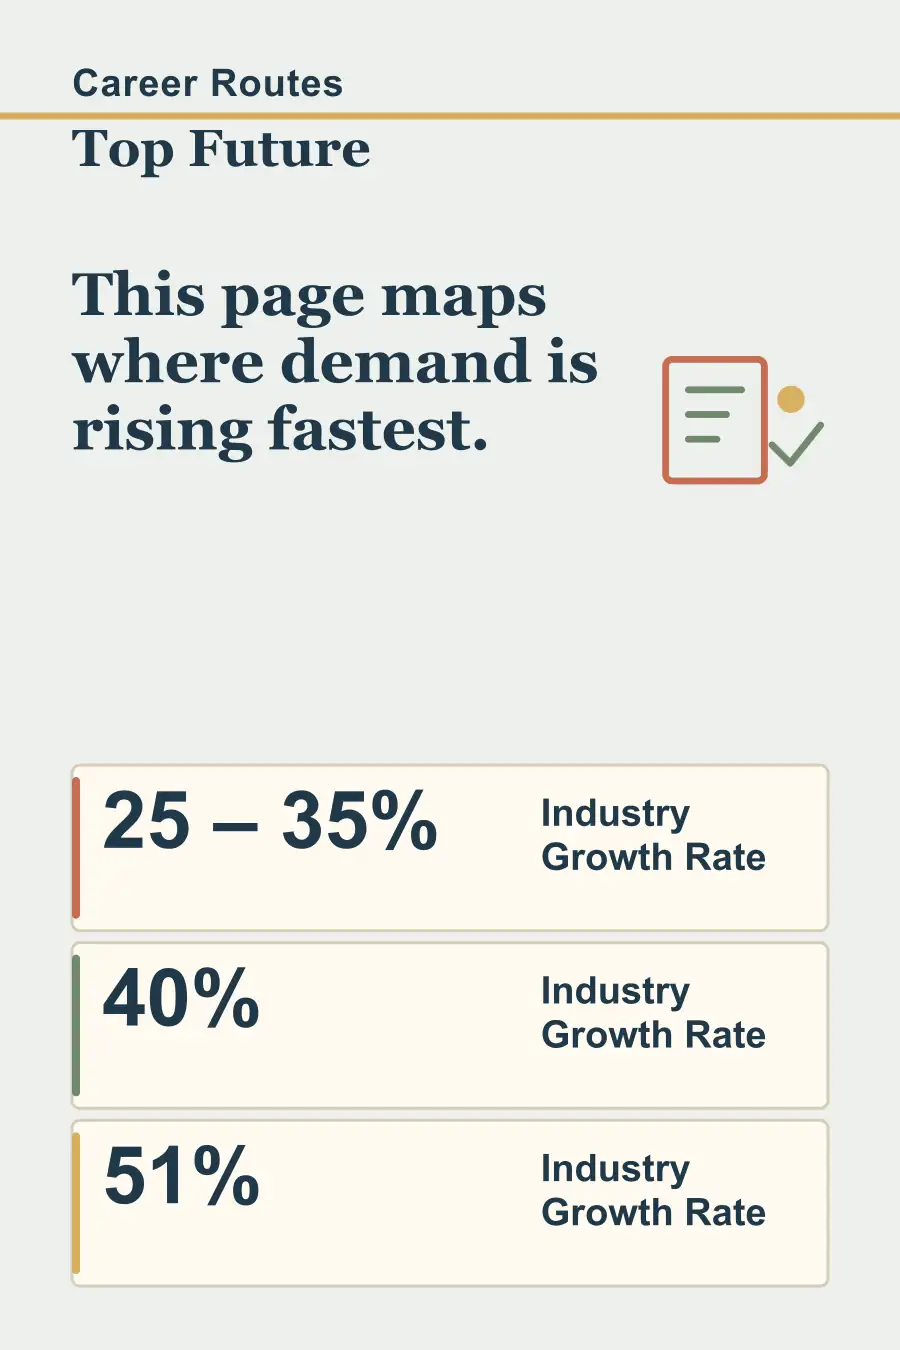 Career Routes
Top Future
This page maps
where demand is
rising fastest.
25 – 35%
Industry
Growth Rate
40%
Industry
Growth Rate
51%
Industry
Growth Rate